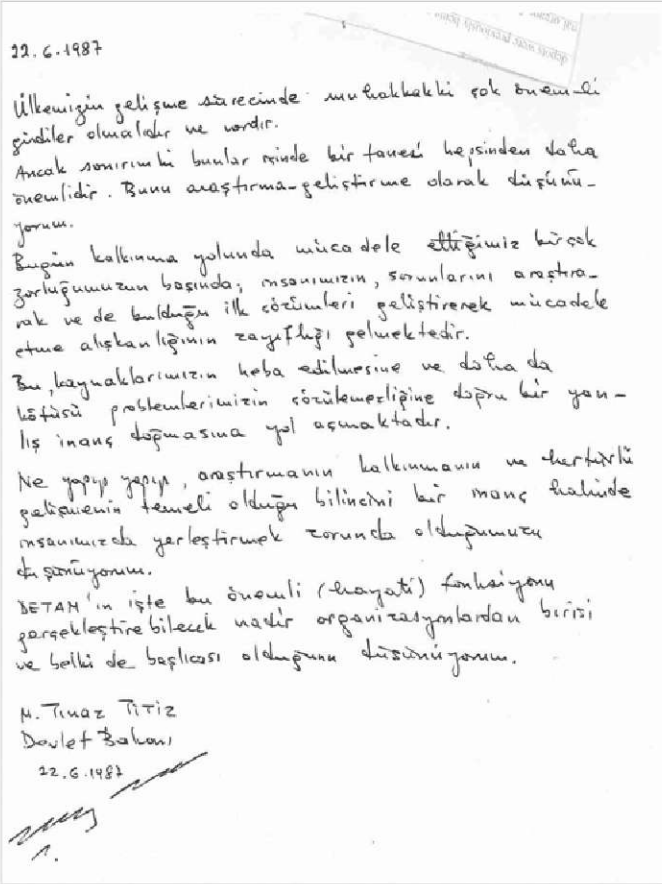 22.6.1987
Ülkemizin gelişme sürecinde muhakkakki çok önemli
girdiler olmalıdır ve vardır.
Ancak sanırımki bunlar içinde bir tanesi hepsinden daha
önemlidir. Bunu araştırma-geliştirme olarak düşünü-
yorum.
Bugün kalkınma yolunda mücadele ettiğimiz birçok
zorluğumuzun başında; insanımızın, sorunlarını araştıra-
rak ve de bulduğu ilk çözümleri geliştirerek mücadele
etme alışkanlığının zayıflığı gelmektedir.
Bu, kaynaklarımızın heba edilmesine ve daha da
kötüsü problemlerimizin çözülemezliğine doğru bir yan-
lış inanç doğmasına yol açmaktadır.
Ne yapıp yapıp, araştırmanın kalkınmanın ve hertürlü
gelişmenin temeli olduğu bilincini bir inanç halinde
insanımızda yerleştirmek zorunda olduğumuzu
düşünüyorum.
BETAM'ın işte bu önemli (hayati) fonksiyonu
gerçekleştirebilecek nadir organizasyonlardan birisi
ve belki de başlıcası olduğunu düşünüyorum.
M. Tınaz Titiz
Devlet Bakanı
22.6.1987